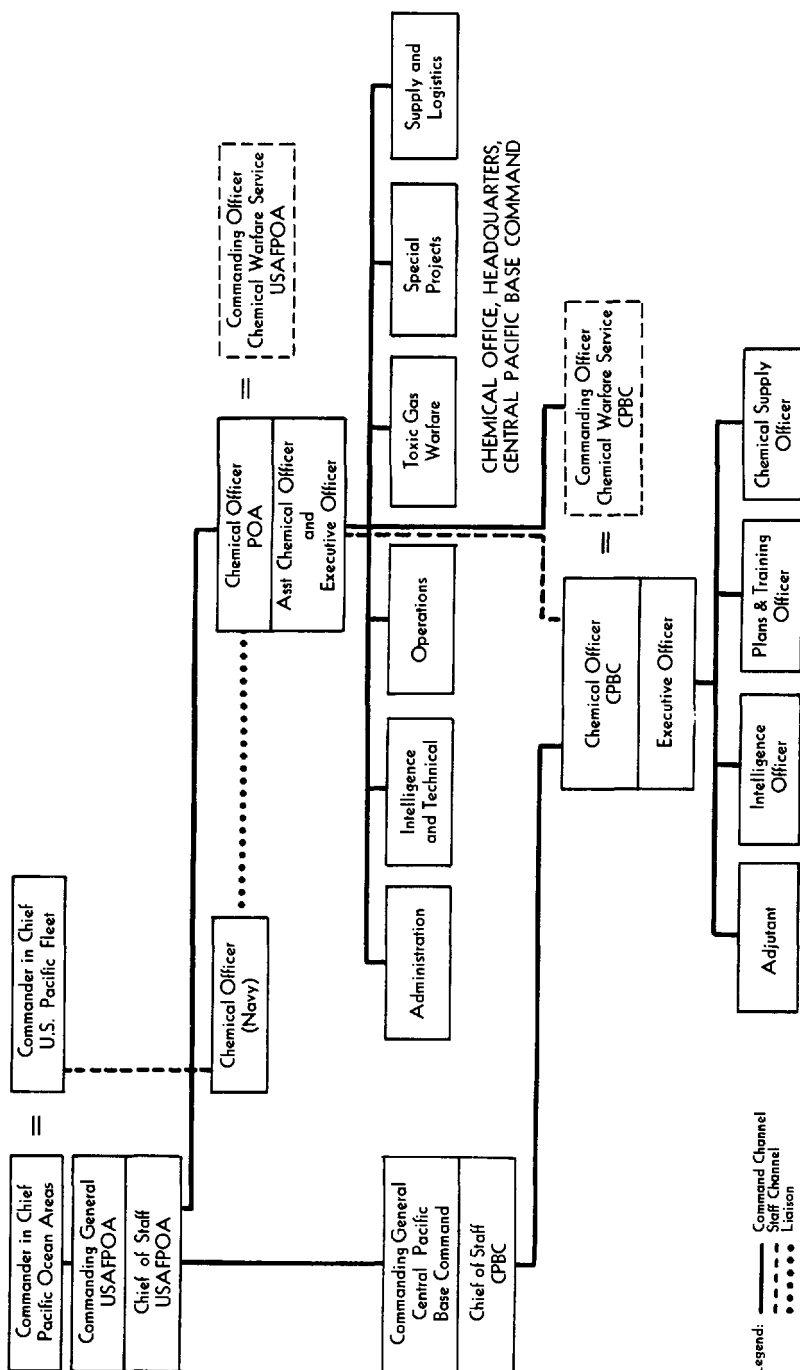 Commander in Chief
Pacific Ocean Areas
=
Commander in Chief
U.S. Pacific Fleet
Commanding General
USAFPOA
Chief of Staff
USAFPOA
Chemical Officer
(Navy)
Chemical Officer
POA
Asst Chemical Officer
and
Executive Officer
=
Commanding Officer
Chemical Warfare Service
USAFPOA
Administration
Intelligence
and Technical
Operations
Toxic Gas
Warfare
Special
Projects
Supply and
Logistics
CHEMICAL OFFICE, HEADQUARTERS,
CENTRAL PACIFIC BASE COMMAND
Commanding General
Central Pacific
Base Command
Chief of Staff
CPBC
Chemical Officer
CPBC
Executive Officer
=
Commanding Officer
Chemical Warfare Service
CPBC
Adjutant
Intelligence
Officer
Plans & Training
Officer
Chemical Supply
Officer
Legend:
Command Channel
Staff Channel
Liaison